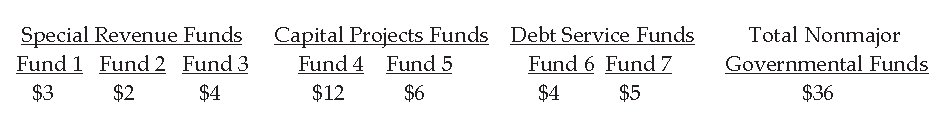 Special Revenue Funds Capital Projects Funds Debt Service Funds Total Nonmajor
Fund 1 Fund 2 Fund 3 Fund 4 Fund 5 Fund 6 Fund 7 Governmental Funds
$3 $2 $4 $12 $6 $4 $5 $36